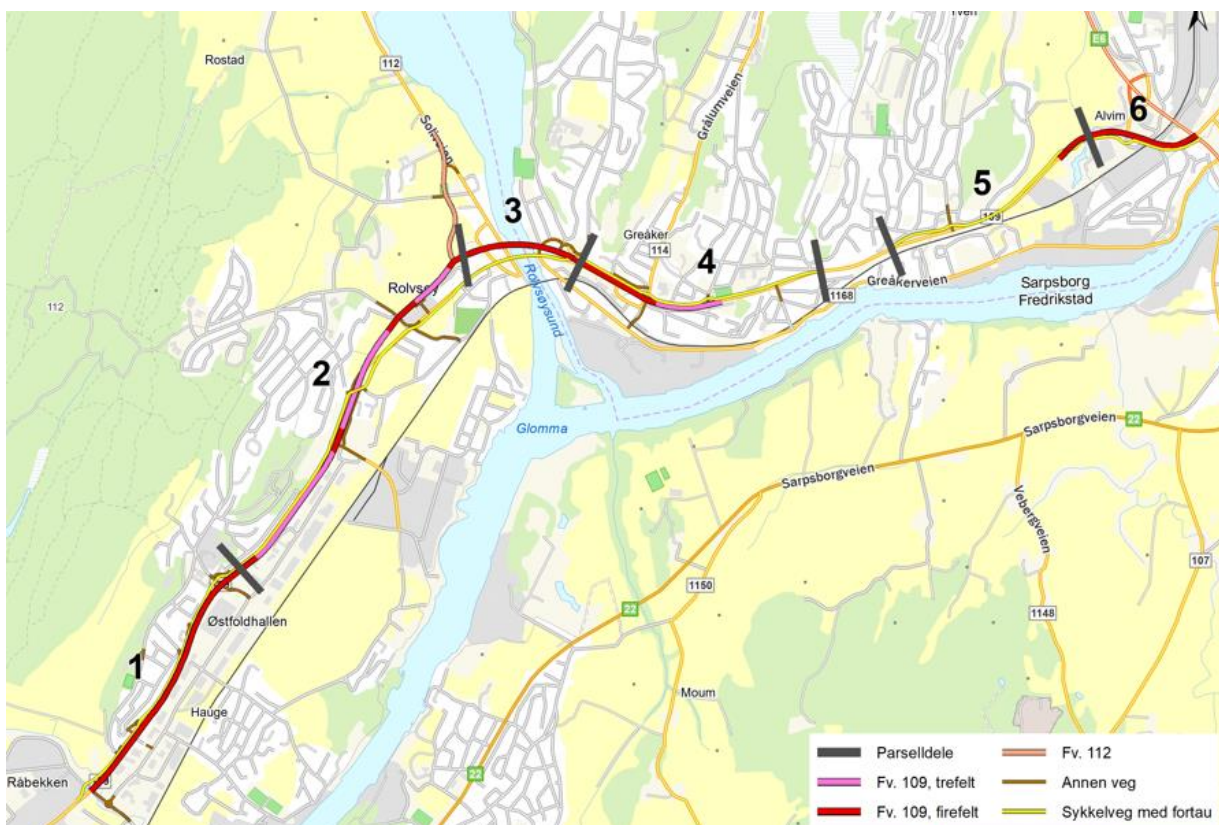 Rostad
112
Soliveien
E6
Alvim
6
5
109
Grålumveien
3
Greåker
114
4
1168
Greåkerveien
Sarpsborg
Fredrikstad
Rolvsøy
Rolvsøysund
112
2
Glomma
Sarpsborgveien
22
Sarpsborgveien
Vebergveien
107
1150
22
1148
Østfoldhallen
1
Hauge
Moum
Råbekken
22
Parselldele
Fv. 109, trefelt
Fv. 109, firefelt
Fv. 112
Annen veg
Sykkelveg med fortau